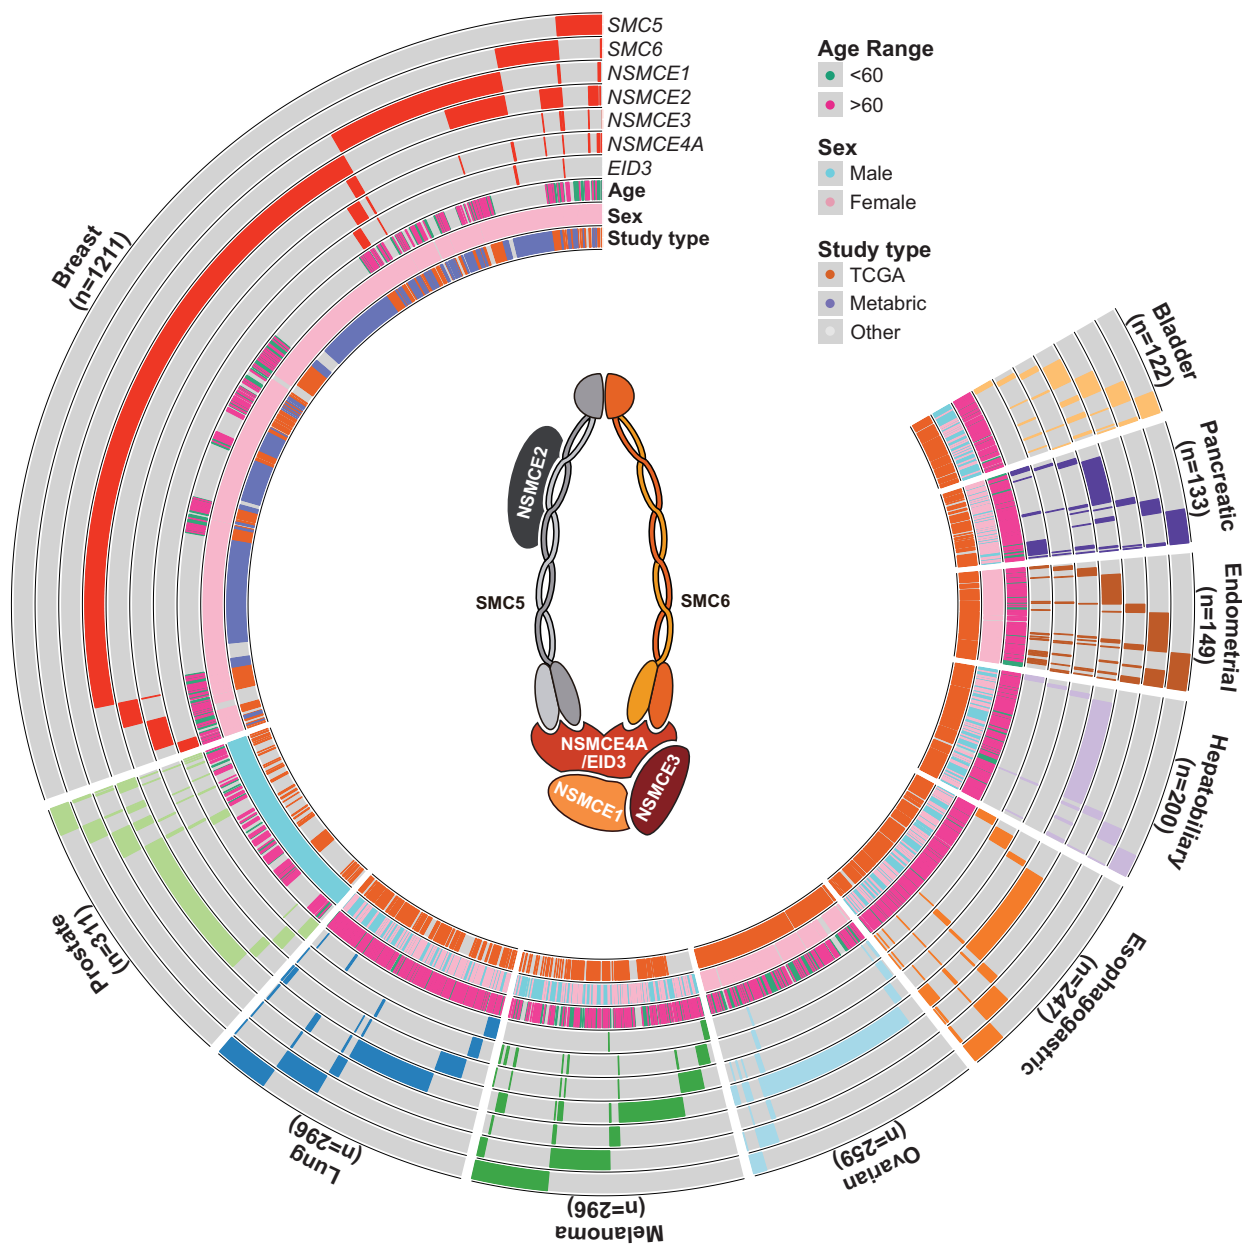 SMC5
SMC6
NSMCE1
NSMCE2
NSMCE3
NSMCE4A
EID3
Age
Sex
Study type
Age Range
<60
>60
Sex
Male
Female
Study type
TCGA
Metabric
Other
Breast
(n=1211)
Bladder
(n=122)
Pancreatic
(n=133)
Endometrial
(n=149)
Hepatobiliary
(n=200)
Esophagogastric
(n=247)
Ovarian
(n=259)
Melanoma
(n=296)
Lung
(n=296)
Prostate
(n=311)
NSMCE2
SMC5
SMC6
NSMCE4A
/EID3
NSMCE1
NSMCE3